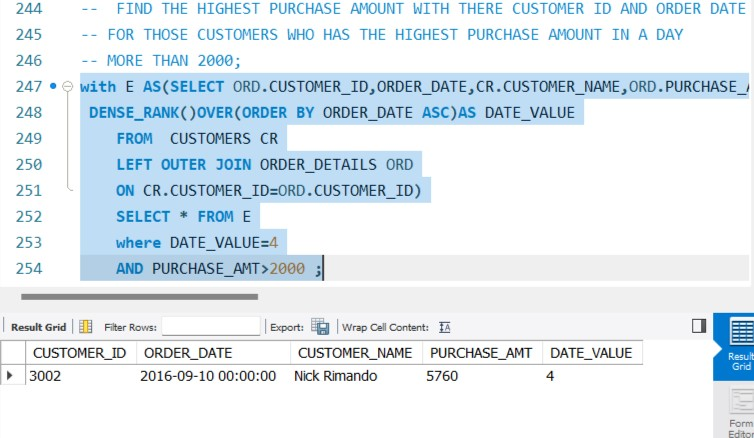 244 -- FIND THE HIGHEST PURCHASE AMOUNT WITH THERE CUSTOMER ID AND ORDER DATE
245 -- FOR THOSE CUSTOMERS WHO HAS THE HIGHEST PURCHASE AMOUNT IN A DAY
246 -- MORE THAN 2000;
247 with E AS(SELECT ORD.CUSTOMER_ID,ORDER_DATE,CR.CUSTOMER_NAME,ORD.PURCHASE_A
248 DENSE_RANK()OVER(ORDER BY ORDER_DATE ASC)AS DATE_VALUE
249 FROM CUSTOMERS CR
250 LEFT OUTER JOIN ORDER_DETAILS ORD
251 ON CR.CUSTOMER_ID=ORD.CUSTOMER_ID)
252 SELECT * FROM E
253 where DATE_VALUE=4
254 AND PURCHASE_AMT>2000 ;
Result Grid Filter Rows: Export: Wrap Cell Content: IA
CUSTOMER_ID ORDER_DATE CUSTOMER_NAME PURCHASE_AMT DATE_VALUE
3002 2016-09-10 00:00:00 Nick Rimando 5760 4
Result
Grid
Form
Editor